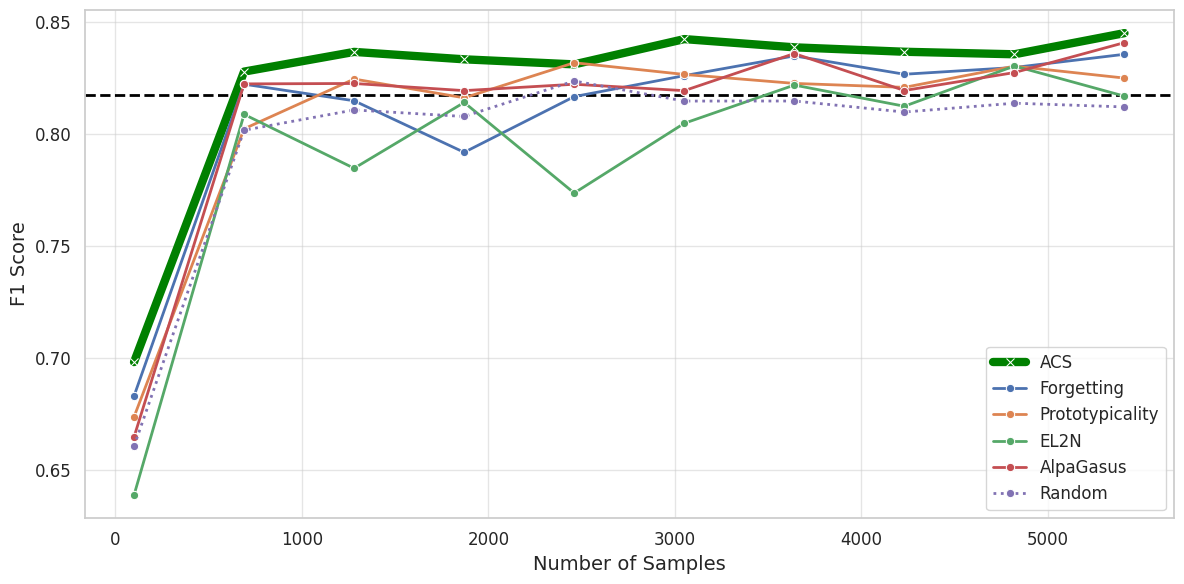 0.85
0.80
0.75
0.70
0.65
F1 Score
0
1000
2000
3000
4000
5000
Number of Samples
ACS
Forgetting
Prototypicality
EL2N
AlpaGasus
Random